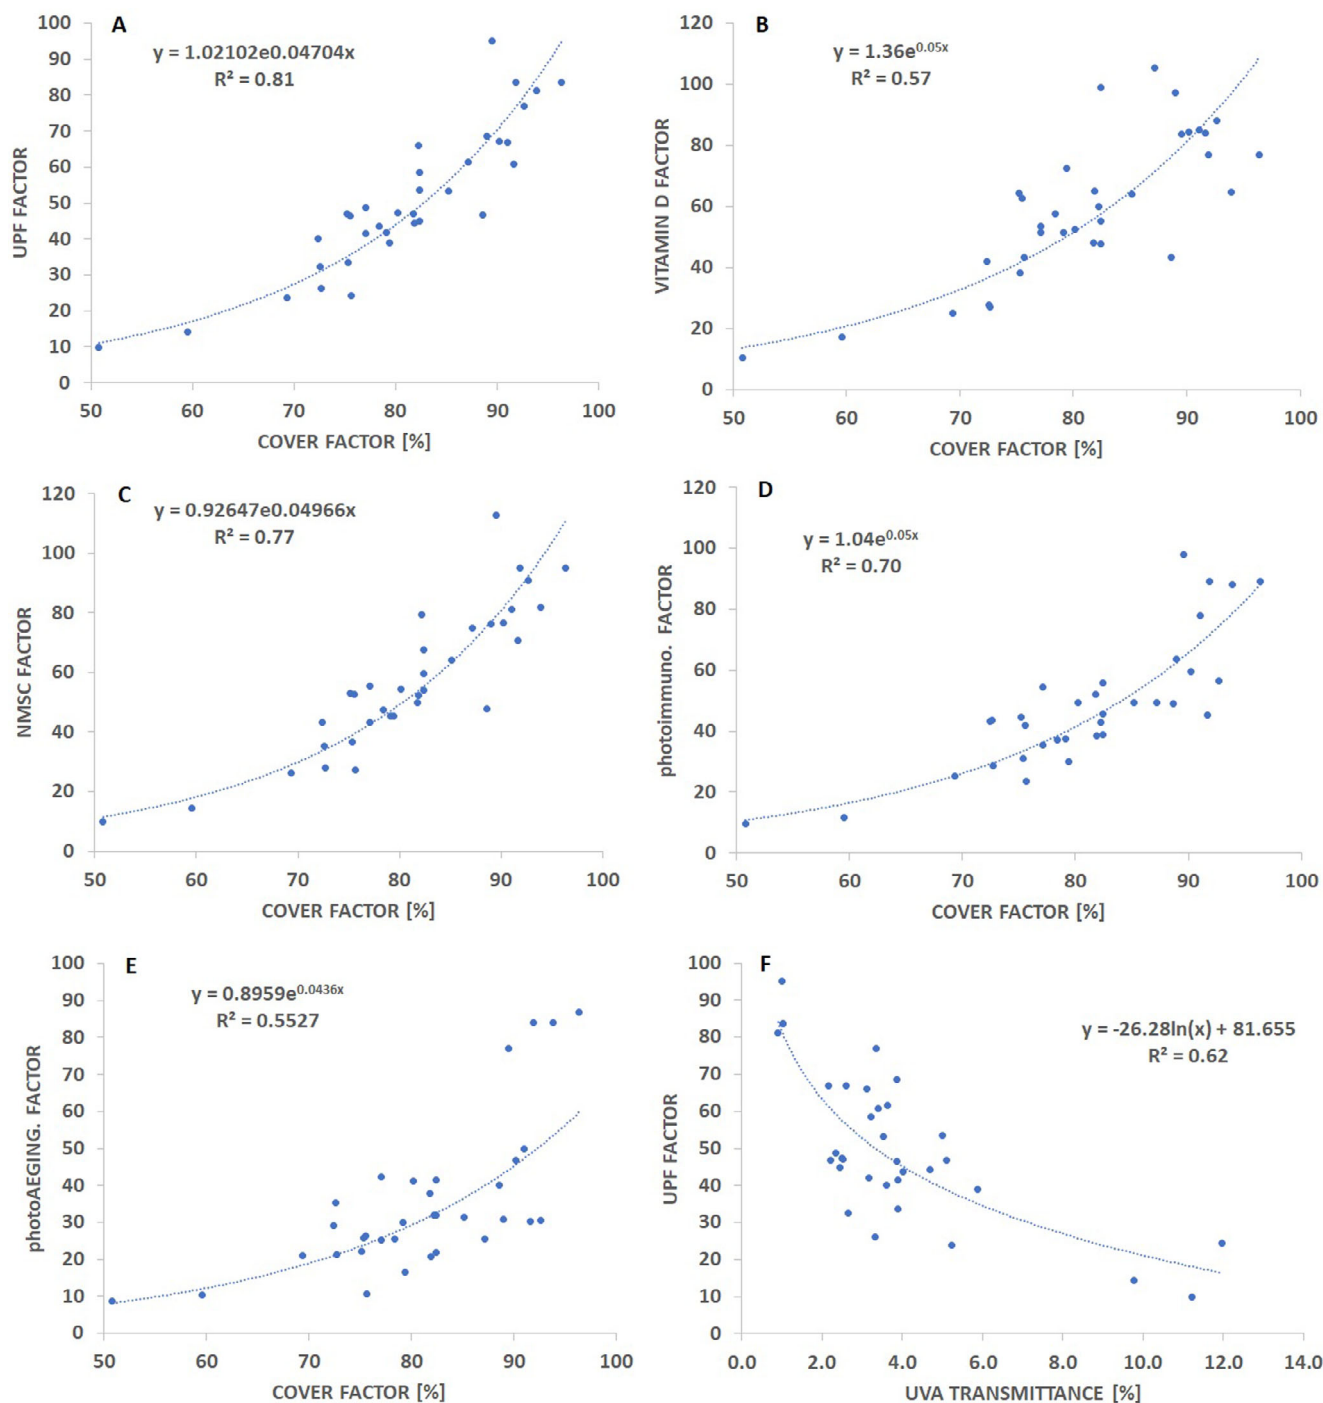 A
y = 1.02102e0.04704x
R² = 0.81
UPF FACTOR
100
90
80
70
60
50
40
30
20
10
0
50 60 70 80 90 100
COVER FACTOR [%]
B
y = 1.36e^0.05x
R² = 0.57
VITAMIN D FACTOR
120
100
80
60
40
20
0
50 60 70 80 90 100
COVER FACTOR [%]
C
y = 0.92647e0.04966x
R² = 0.77
NMSC FACTOR
120
100
80
60
40
20
0
50 60 70 80 90 100
COVER FACTOR [%]
D
y = 1.04e^0.05x
R² = 0.70
photoimmuno. FACTOR
120
100
80
60
40
20
0
50 60 70 80 90 100
COVER FACTOR [%]
E
y = 0.8959e^0.0436x
R² = 0.5527
photoAEGING. FACTOR
100
90
80
70
60
50
40
30
20
10
0
50 60 70 80 90 100
COVER FACTOR [%]
F
y = -26.28ln(x) + 81.655
R² = 0.62
UPF FACTOR
100
90
80
70
60
50
40
30
20
10
0
0.0 2.0 4.0 6.0 8.0 10.0 12.0 14.0
UVA TRANSMITTANCE [%]